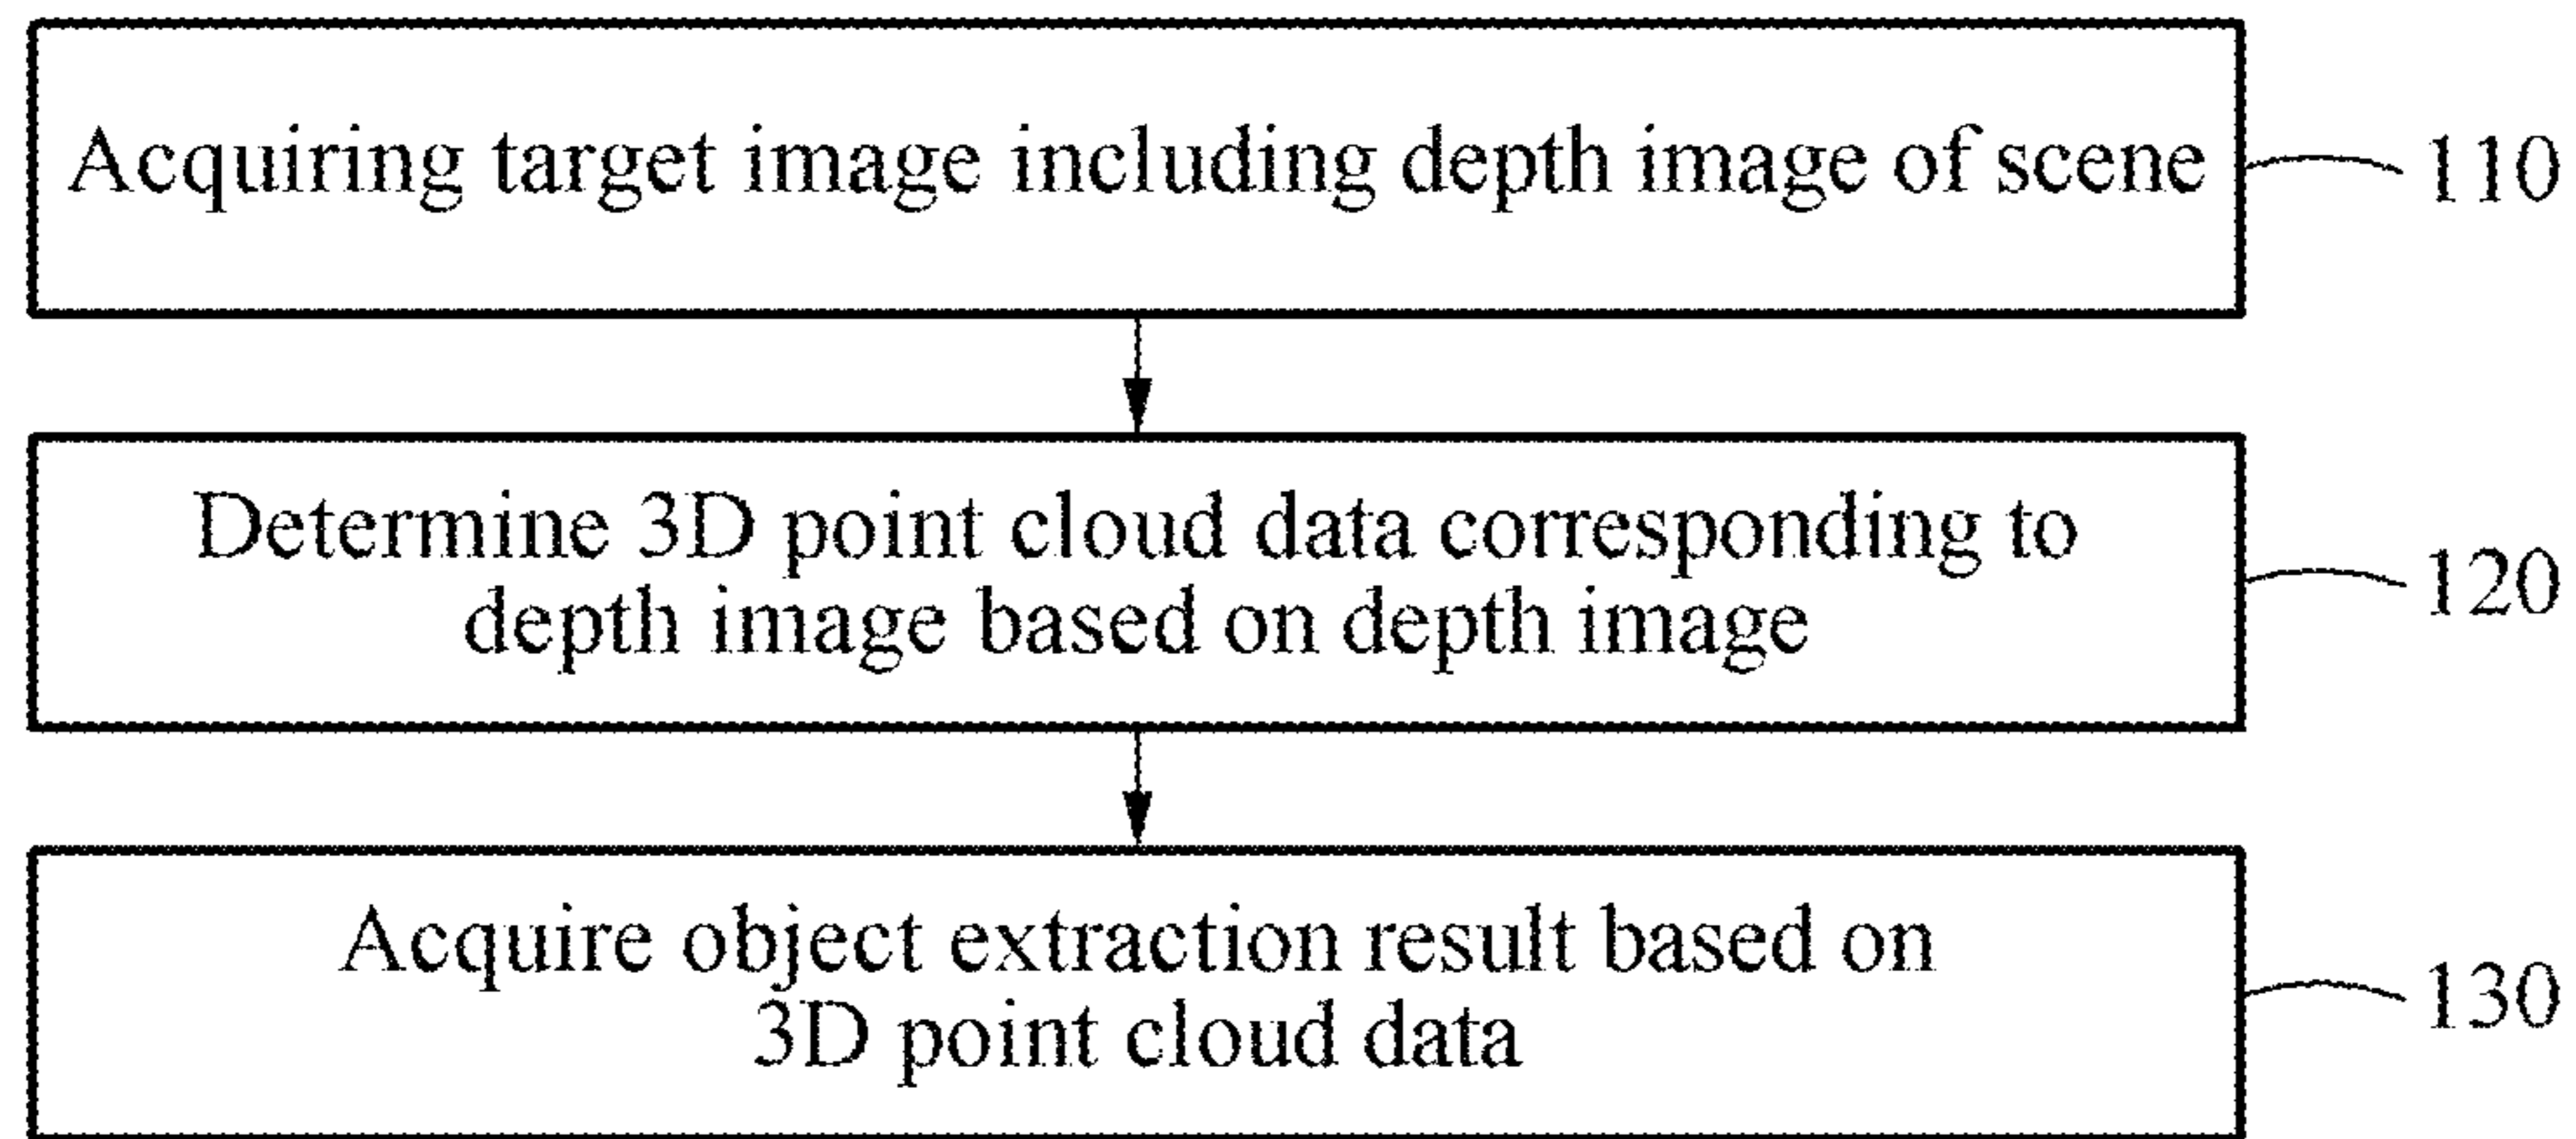 Acquiring target image including depth image of scene
110
Determine 3D point cloud data corresponding to
depth image based on depth image
120
Acquire object extraction result based on
3D point cloud data
130